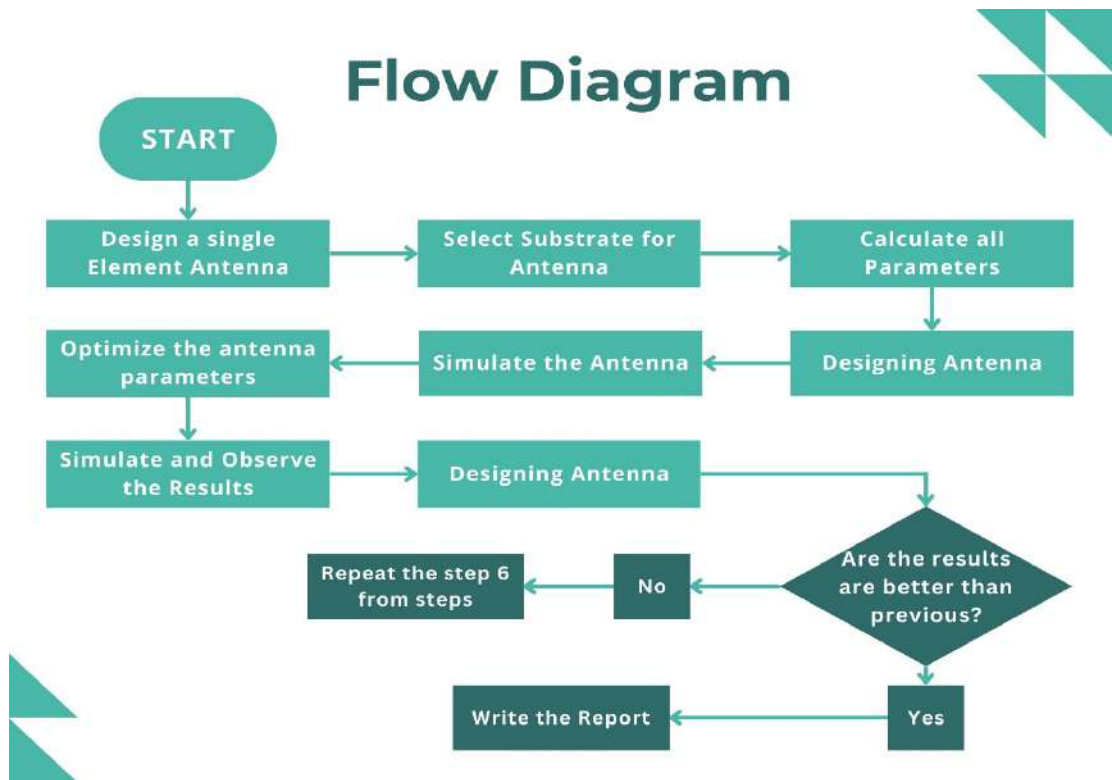 Flow Diagram
START
Design a single
Element Antenna
Select Substrate for
Antenna
Calculate all
Parameters
Optimize the antenna
parameters
Simulate the Antenna
Designing Antenna
Simulate and Observe
the Results
Designing Antenna
Are the results
are better than
previous?
No
Repeat the step 6
from steps
Yes
Write the Report